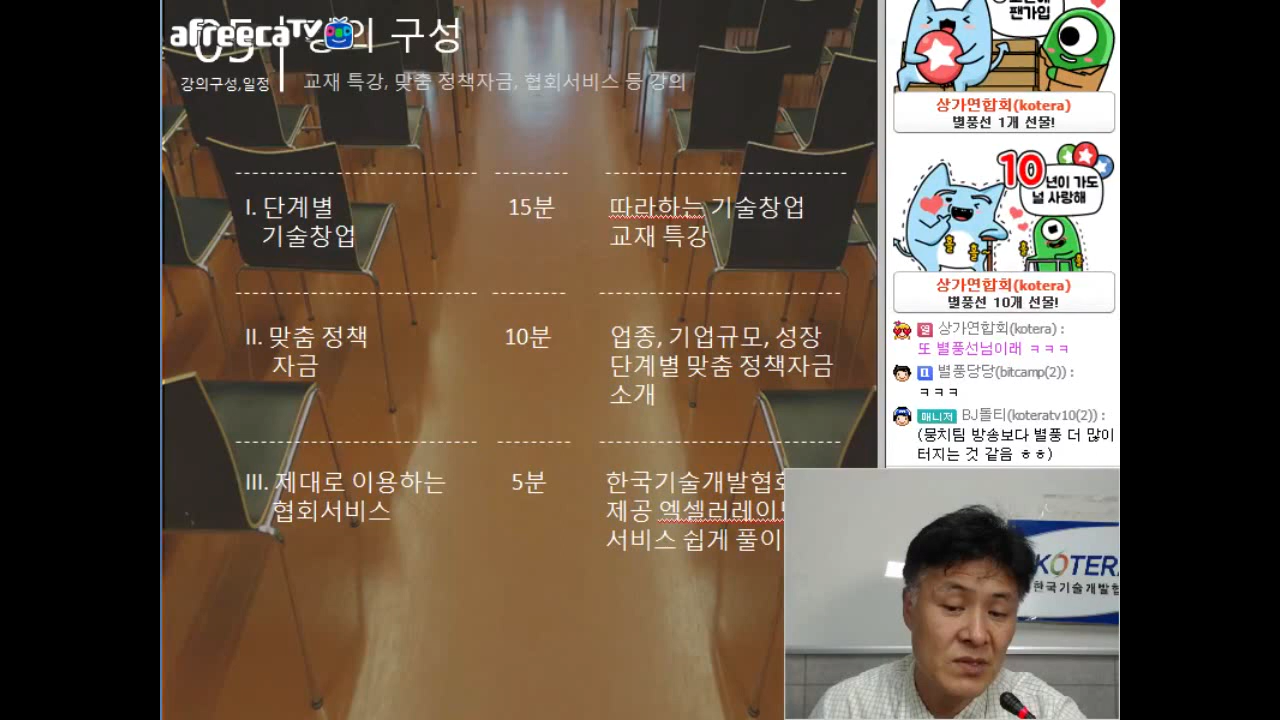 afreecaTV
05
강의 구성
강의구성,일정
교재 특강, 맞춤 정책자금, 협회서비스 등 강의
I. 단계별
기술창업
15분
따라하는 기술창업
교재 특강
II. 맞춤 정책
자금
10분
업종, 기업규모, 성장
단계별 맞춤 정책자금
소개
III. 제대로 이용하는
협회서비스
5분
한국기술개발협회
제공 엑셀러레이
서비스 쉽게 풀이
팬가입
상가연합회(kotera)
별풍선 1개 선물!
10
년이 가도
널 사랑해
훌 훌~
상가연합회(kotera)
별풍선 10개 선물!
열 상가연합회(kotera) :
또 별풍선님이래 ㅋㅋㅋ
별풍당당(bitcamp(2)) :
ㅋㅋㅋ
매니저 BJ돌티(koteratv10(2)) :
(뭉치팀 방송보다 별풍 더 많이
터지는 것 같음 ㅎㅎ)
KOTERA
한국기술개발협